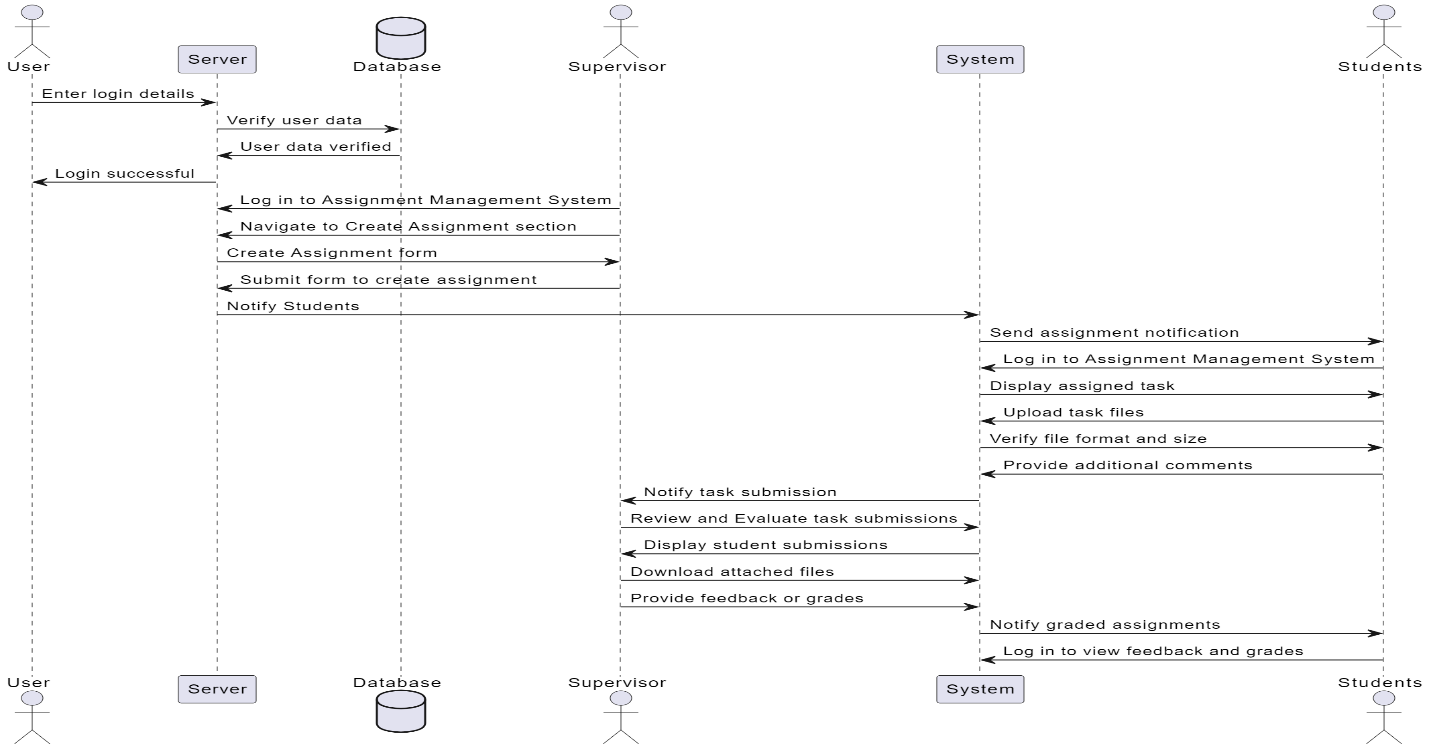 User
Server
Database
Supervisor
System
Students
Enter login details
Verify user data
User data verified
Login successful
Log in to Assignment Management System
Navigate to Create Assignment section
Create Assignment form
Submit form to create assignment
Notify Students
Send assignment notification
Log in to Assignment Management System
Display assigned task
Upload task files
Verify file format and size
Provide additional comments
Notify task submission
Review and Evaluate task submissions
Display student submissions
Download attached files
Provide feedback or grades
Notify graded assignments
Log in to view feedback and grades
User
Server
Database
Supervisor
System
Students